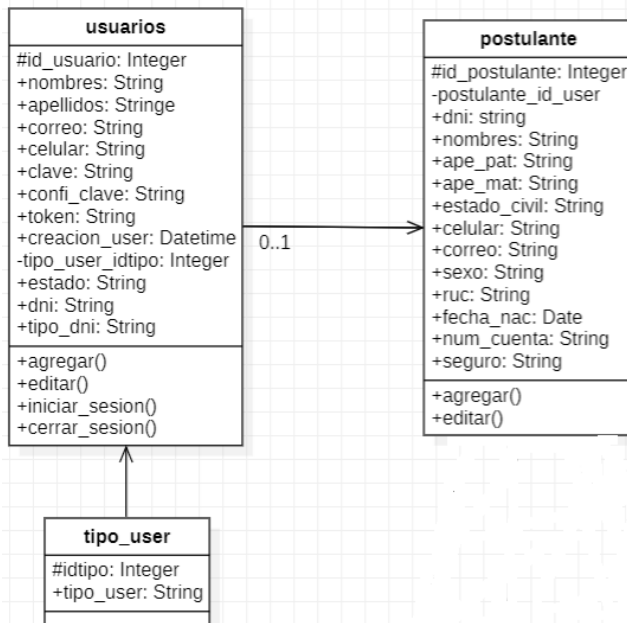 usuarios
#id_usuario: Integer
+nombres: String
+apellidos: Stringe
+correo: String
+celular: String
+clave: String
+confi_clave: String
+token: String
+creacion_user: Datetime
-tipo_user_idtipo: Integer
+estado: String
+dni: String
+tipo_dni: String
+agregar()
+editar()
+iniciar_sesion()
+cerrar_sesion()
0..1
postulante
#id_postulante: Integer
-postulante_id_user
+dni: string
+nombres: String
+ape_pat: String
+ape_mat: String
+estado_civil: String
+celular: String
+correo: String
+sexo: String
+ruc: String
+fecha_nac: Date
+num_cuenta: String
+seguro: String
+agregar()
+editar()
tipo_user
#idtipo: Integer
+tipo_user: String